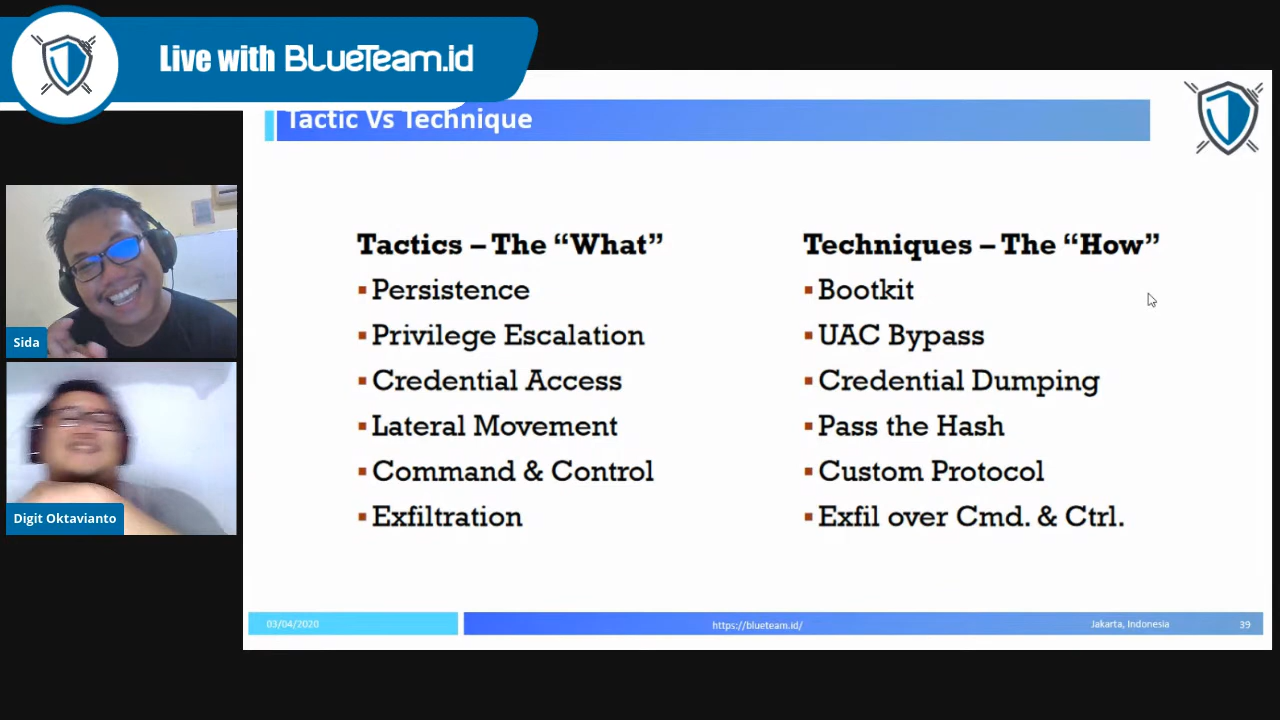 Live with BLueTeam.id
Tactic Vs Technique
Sida
Digit Oktavianto
Tactics – The “What”
▪Persistence
▪Privilege Escalation
▪Credential Access
▪Lateral Movement
▪Command & Control
▪Exfiltration
Techniques – The “How”
▪Bootkit
▪UAC Bypass
▪Credential Dumping
▪Pass the Hash
▪Custom Protocol
▪Exfil over Cmd. & Ctrl.
03/04/2020
https://blueteam.id/
Jakarta, Indonesia
39